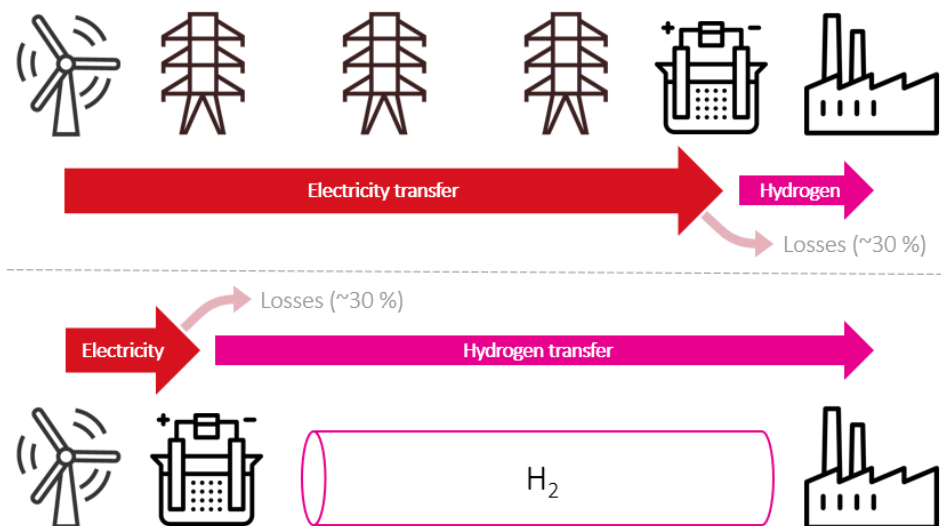 + −
Electricity transfer
Hydrogen
Losses (~30 %)
Losses (~30 %)
Electricity
Hydrogen transfer
+ −
H₂